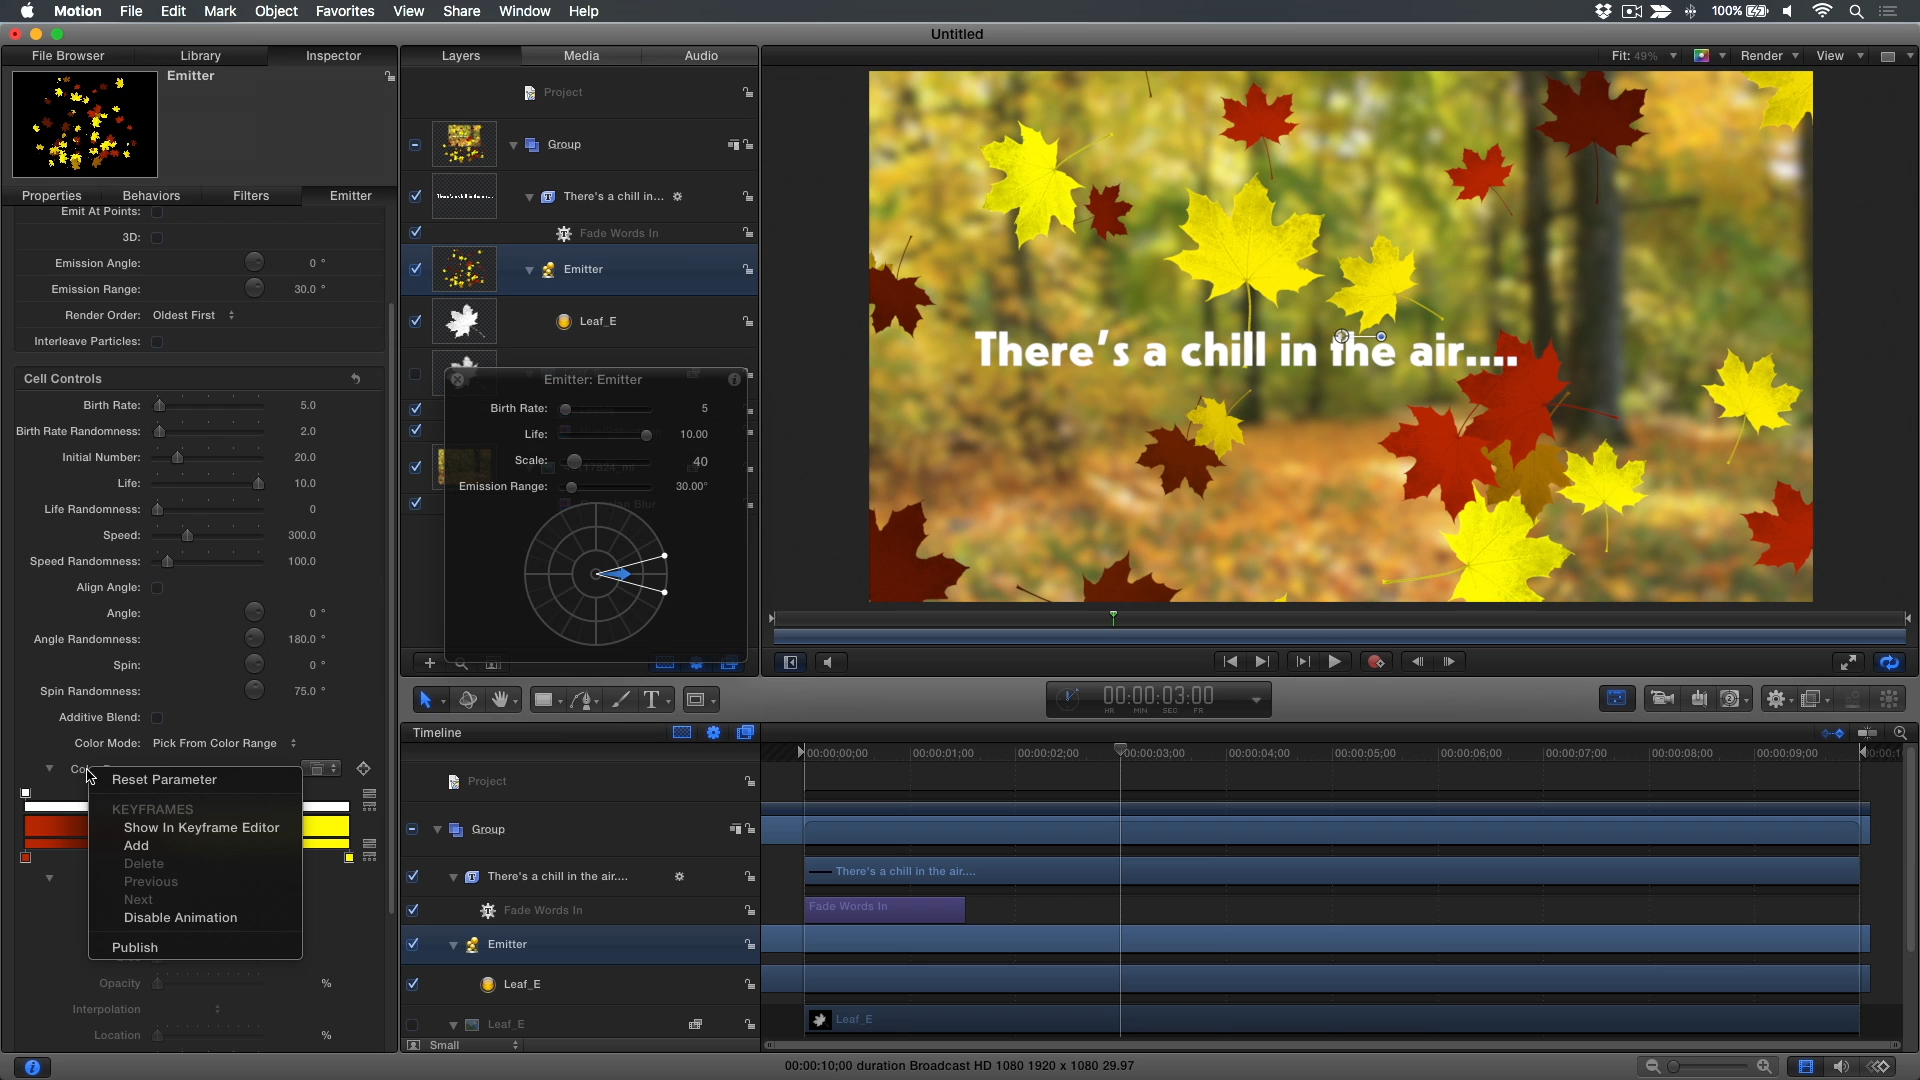 Motion File Edit Mark Object Favorites View Share Window Help
100%
Untitled
File Browser Library Inspector
Layers Media Audio
Fit: 49% Render View
Emitter
Properties Behaviors Filters Emitter
Emit At Points:
3D:
Emission Angle: 0 °
Emission Range: 30.0 °
Render Order: Oldest First
Interleave Particles:
Cell Controls
Birth Rate: 5.0
Birth Rate Randomness: 2.0
Initial Number: 20.0
Life: 10.0
Life Randomness: 0
Speed: 300.0
Speed Randomness: 100.0
Align Angle:
Angle: 0 °
Angle Randomness: 180.0 °
Spin: 0 °
Spin Randomness: 75.0 °
Additive Blend:
Color Mode: Pick From Color Range
Reset Parameter
KEYFRAMES
Show In Keyframe Editor
Add
Delete
Previous
Next
Disable Animation
Publish
Opacity %
Interpolation
Location %
Project
Group
There's a chill in...
Fade Words In
Emitter
Leaf_E
Emitter: Emitter
Birth Rate: 5
Life: 10.00
Scale: 40
Emission Range: 30.00°
There's a chill in the air....
00:00:03:00
HR MIN SEC FR
Timeline
00:00:00;00 00:00:01;00 00:00:02;00 00:00:03;00 00:00:04;00 00:00:05;00 00:00:06;00 00:00:07;00 00:00:08;00 00:00:09;00
Project
Group
There's a chill in the air.... There's a chill in the air....
Fade Words In Fade Words In
Emitter
Leaf_E
Leaf_E Leaf_E
Small
00:00:10;00 duration Broadcast HD 1080 1920 x 1080 29.97